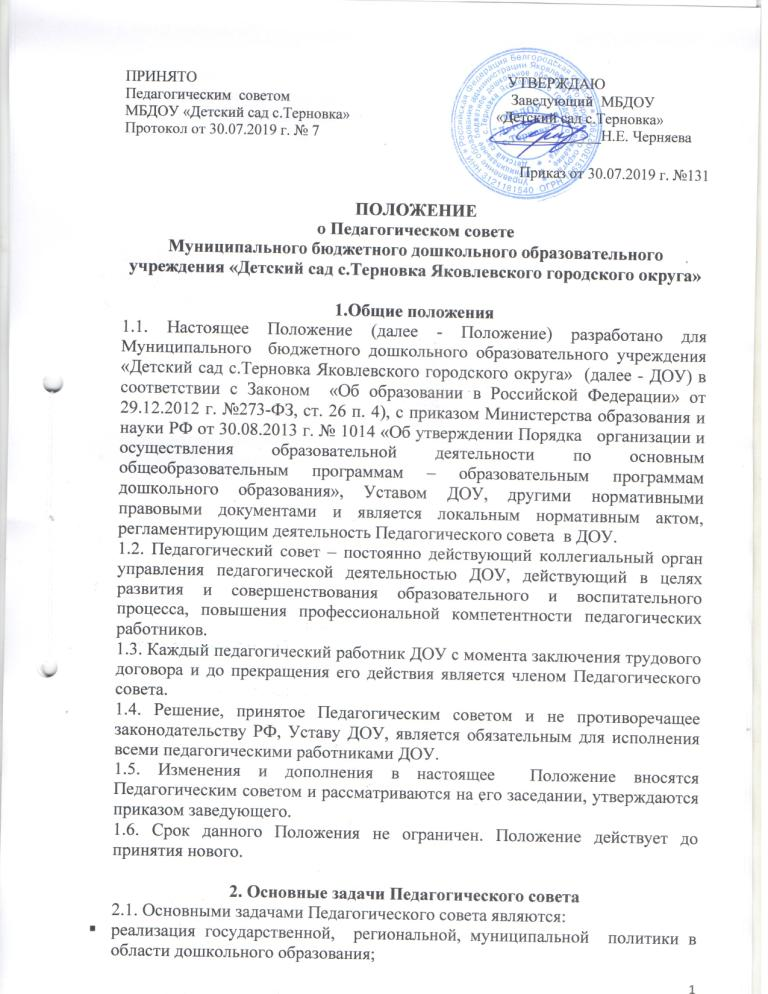 ПРИНЯТО
Педагогическим советом
МБДОУ «Детский сад с.Терновка»
Протокол от 30.07.2019 г. № 7
УТВЕРЖДАЮ
Заведующий МБДОУ
«Детский сад с.Терновка»
Н.Е. Черняева
Приказ от 30.07.2019 г. №131
ПОЛОЖЕНИЕ
о Педагогическом совете
Муниципального бюджетного дошкольного образовательного
учреждения «Детский сад с.Терновка Яковлевского городского округа»
1.Общие положения
1.1. Настоящее Положение (далее - Положение) разработано для
Муниципального бюджетного дошкольного образовательного учреждения
«Детский сад с.Терновка Яковлевского городского округа» (далее - ДОУ) в
соответствии с Законом «Об образовании в Российской Федерации» от
29.12.2012 г. №273-ФЗ, ст. 26 п. 4), с приказом Министерства образования и
науки РФ от 30.08.2013 г. № 1014 «Об утверждении Порядка организации и
осуществления образовательной деятельности по основным
общеобразовательным программам – образовательным программам
дошкольного образования», Уставом ДОУ, другими нормативными
правовыми документами и является локальным нормативным актом,
регламентирующим деятельность Педагогического совета в ДОУ.
1.2. Педагогический совет – постоянно действующий коллегиальный орган
управления педагогической деятельностью ДОУ, действующий в целях
развития и совершенствования образовательного и воспитательного
процесса, повышения профессиональной компетентности педагогических
работников.
1.3. Каждый педагогический работник ДОУ с момента заключения трудового
договора и до прекращения его действия является членом Педагогического
совета.
1.4. Решение, принятое Педагогическим советом и не противоречащее
законодательству РФ, Уставу ДОУ, является обязательным для исполнения
всеми педагогическими работниками ДОУ.
1.5. Изменения и дополнения в настоящее Положение вносятся
Педагогическим советом и рассматриваются на его заседании, утверждаются
приказом заведующего.
1.6. Срок данного Положения не ограничен. Положение действует до
принятия нового.
2. Основные задачи Педагогического совета
2.1. Основными задачами Педагогического совета являются:
▪ реализация государственной, региональной, муниципальной политики в
области дошкольного образования;
1